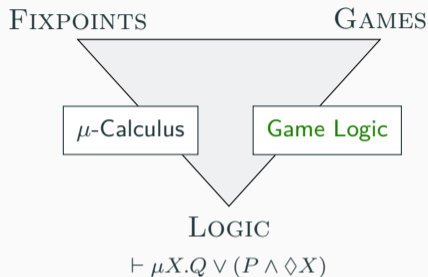 FIXPOINTS GAMES
μ-Calculus Game Logic
LOGIC
⊢ μX.Q ∨ (P ∧ ◊X)